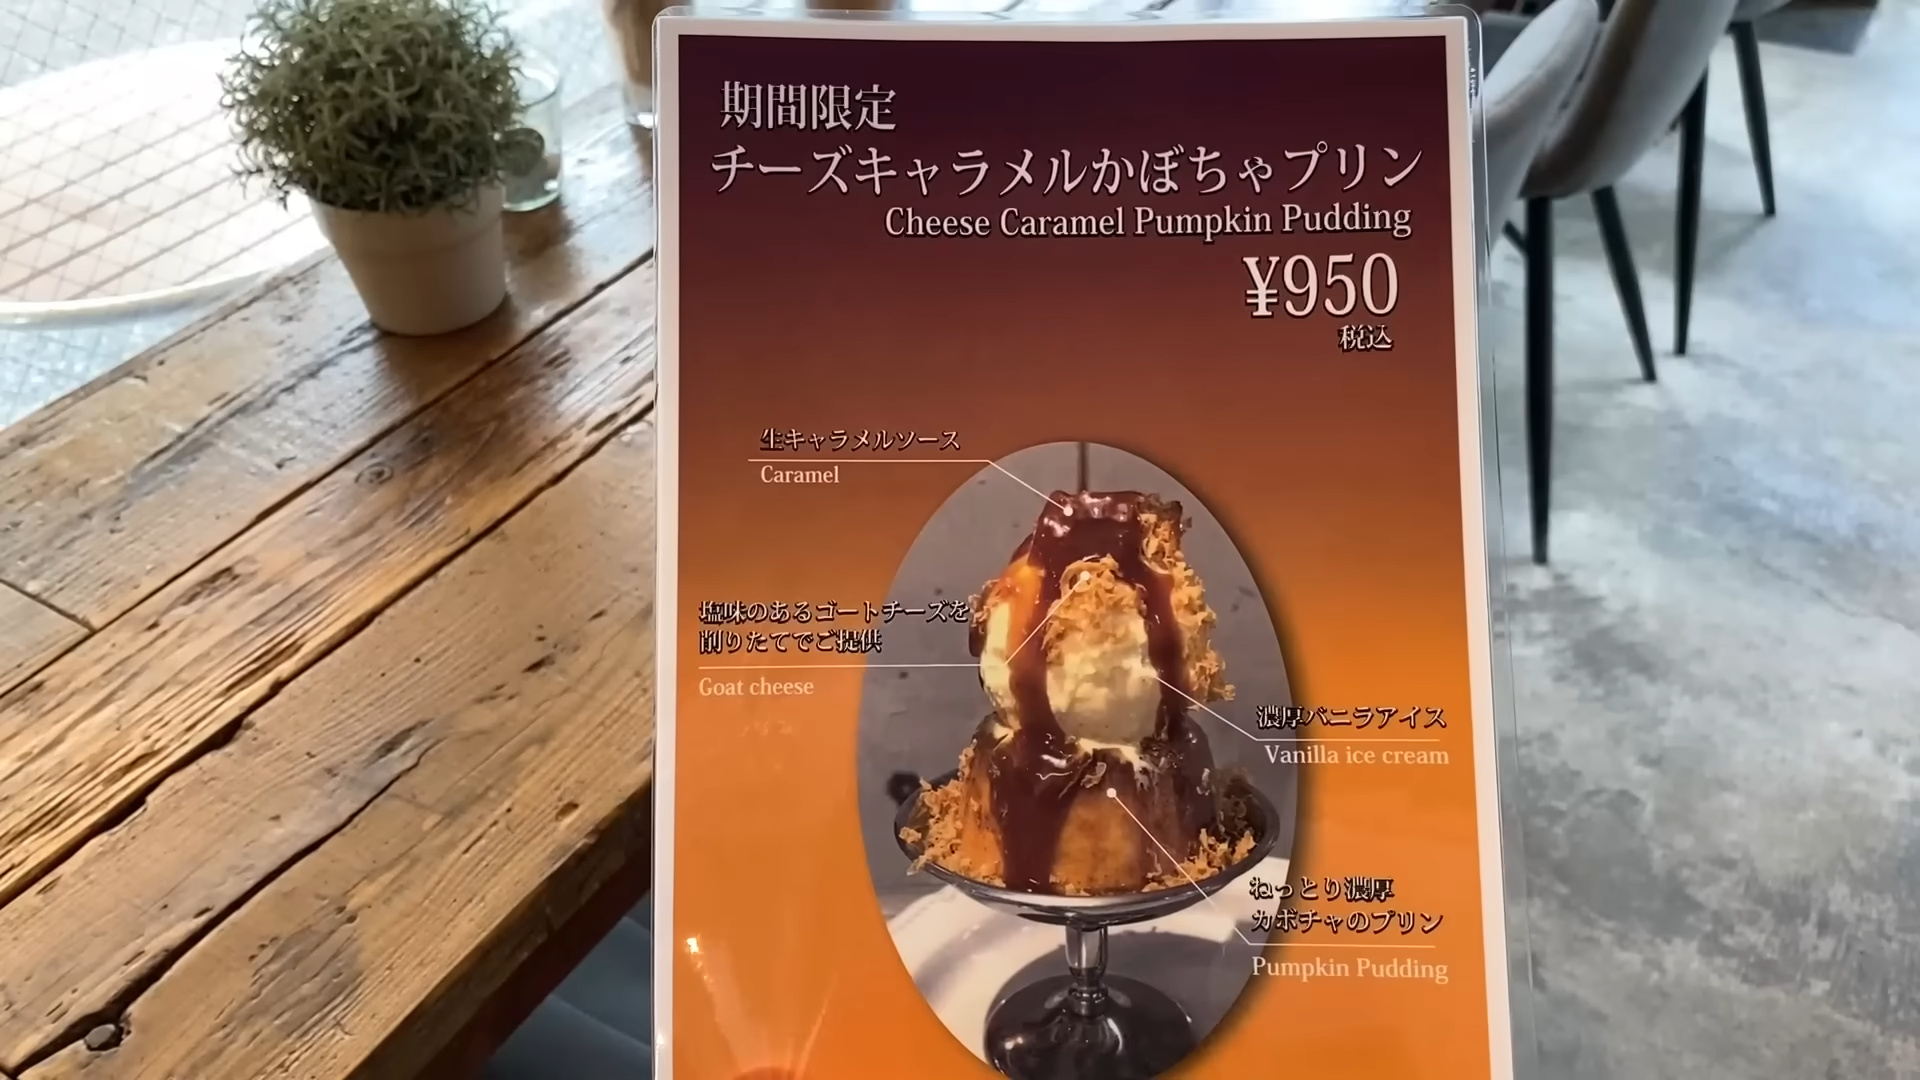 期間限定
チーズキャラメルかぼちゃプリン
Cheese Caramel Pumpkin Pudding
¥950
税込
生キャラメルソース
Caramel
塩味のあるゴートチーズを
削りたてでご提供
Goat cheese
濃厚バニラアイス
Vanilla ice cream
ねっとり濃厚
カボチャのプリン
Pumpkin Pudding